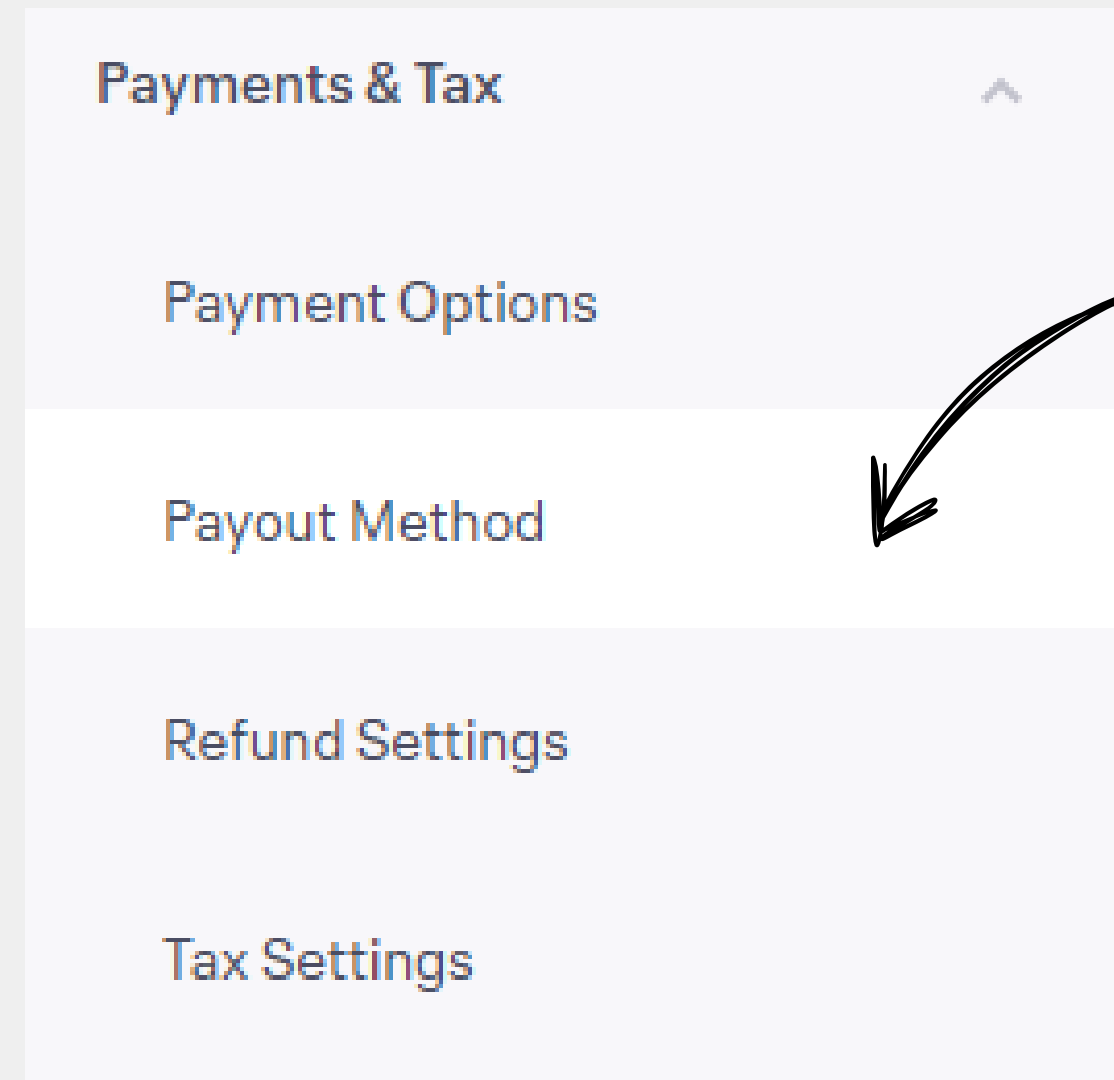 Payments & Tax
Payment Options
Payout Method
Refund Settings
Tax Settings